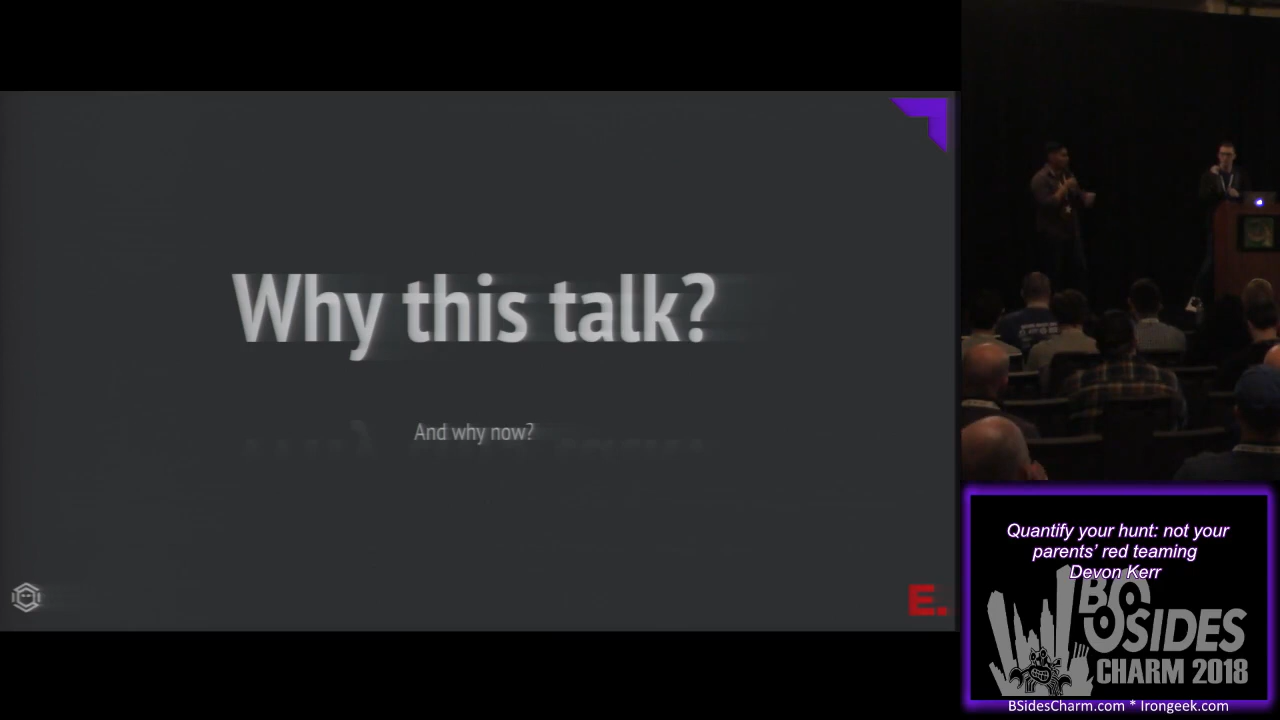 Why this talk?
And why now?
E.
Quantify your hunt: not your
parents' red teaming
Devon Kerr
BSIDES
CHARM 2018
BSidesCharm.com * Irongeek.com